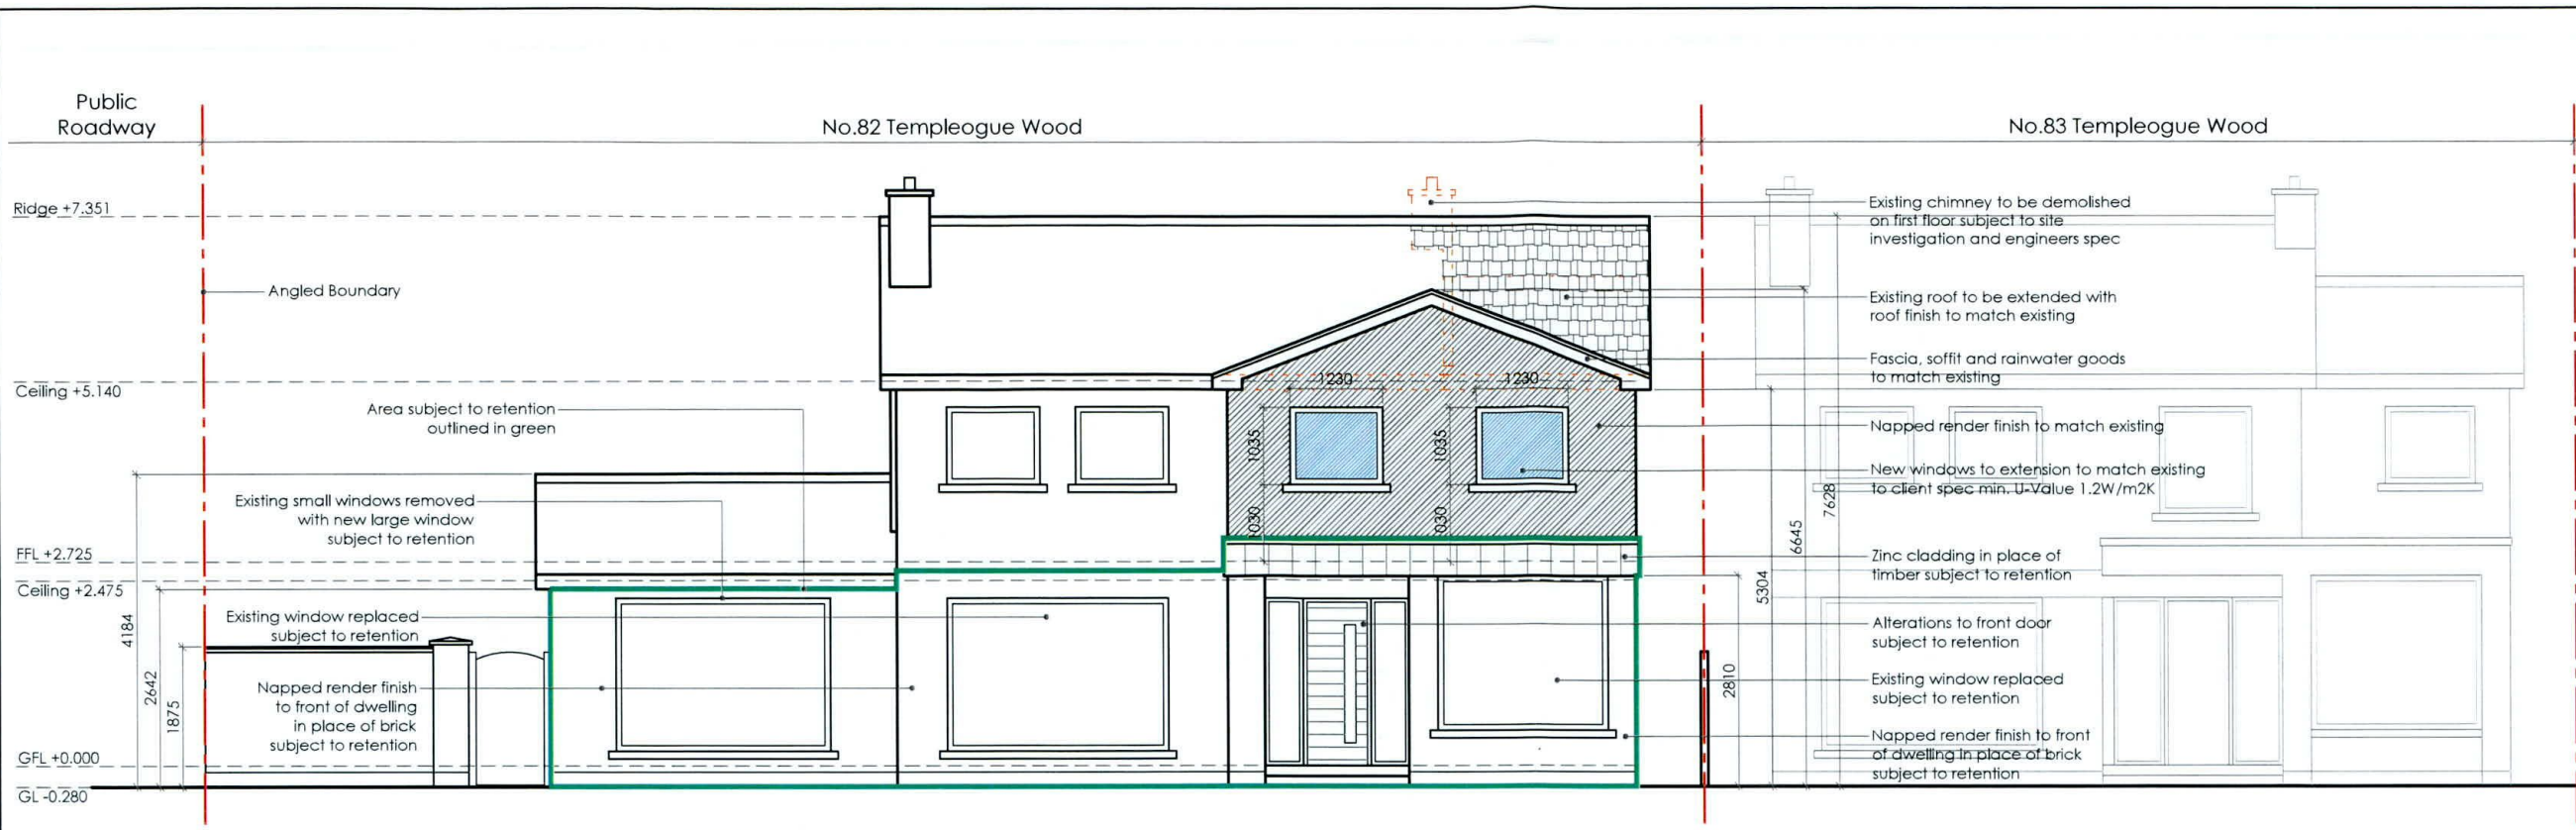 Public
Roadway
No.82 Templeogue Wood
No.83 Templeogue Wood
Ridge +7.351
Angled Boundary
Ceiling +5.140
Area subject to retention
outlined in green
Existing small windows removed
with new large window
subject to retention
FFL +2.725
Ceiling +2.475
Existing window replaced
subject to retention
Napped render finish
to front of dwelling
in place of brick
subject to retention
GFL +0.000
GL -0.280
4184
2642
1875
1230
1230
1035
1035
1030
1030
Existing chimney to be demolished
on first floor subject to site
investigation and engineers spec
Existing roof to be extended with
roof finish to match existing
Fascia, soffit and rainwater goods
to match existing
Napped render finish to match existing
New windows to extension to match existing
to client spec min. U-Value 1.2W/m2K
Zinc cladding in place of
timber subject to retention
Alterations to front door
subject to retention
Existing window replaced
subject to retention
Napped render finish to front
of dwelling in place of brick
subject to retention
2810
5304
6645
7628